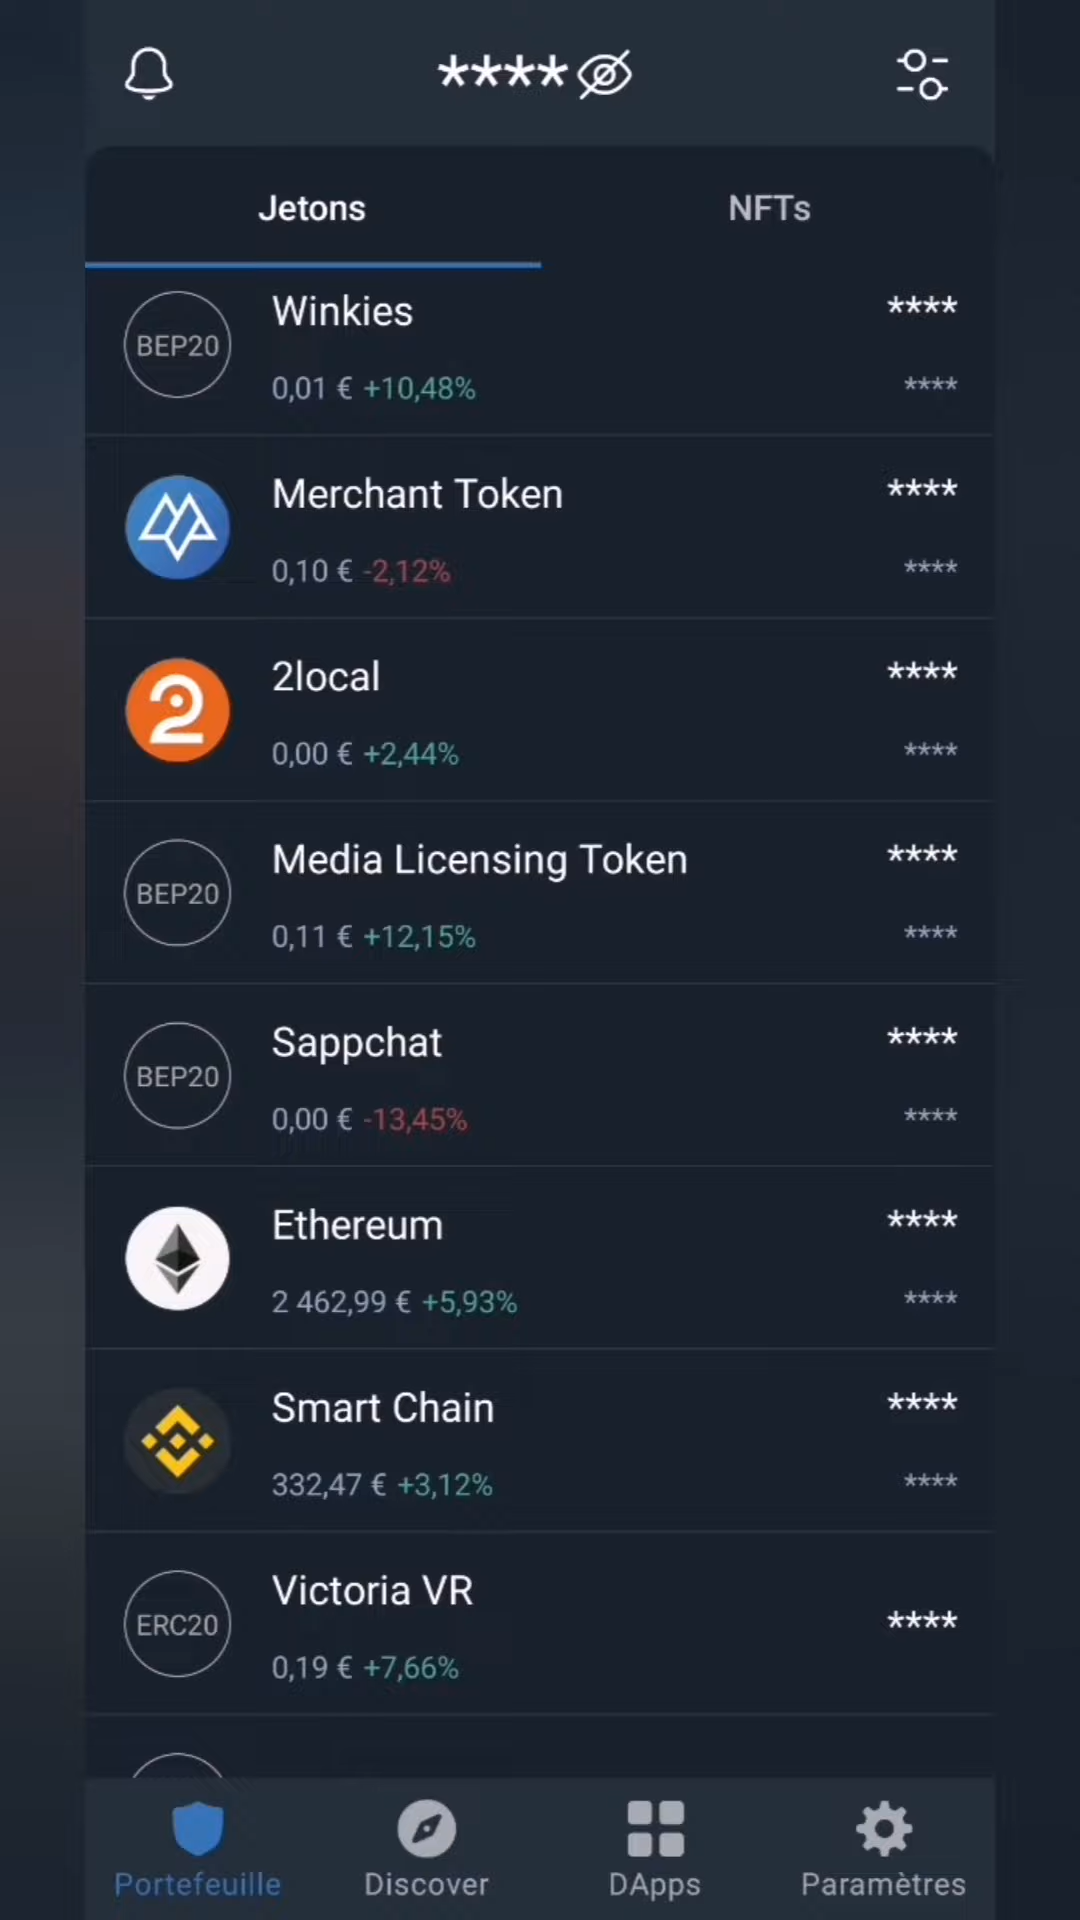 ****
Jetons
NFTs
BEP20
Winkies
****
0,01 € +10,48%
****
Merchant Token
****
0,10 € -2,12%
****
2local
****
0,00 € +2,44%
****
BEP20
Media Licensing Token
****
0,11 € +12,15%
****
BEP20
Sappchat
****
0,00 € -13,45%
****
Ethereum
****
2 462,99 € +5,93%
****
Smart Chain
****
332,47 € +3,12%
****
ERC20
Victoria VR
****
0,19 € +7,66%
Portefeuille
Discover
DApps
Paramètres